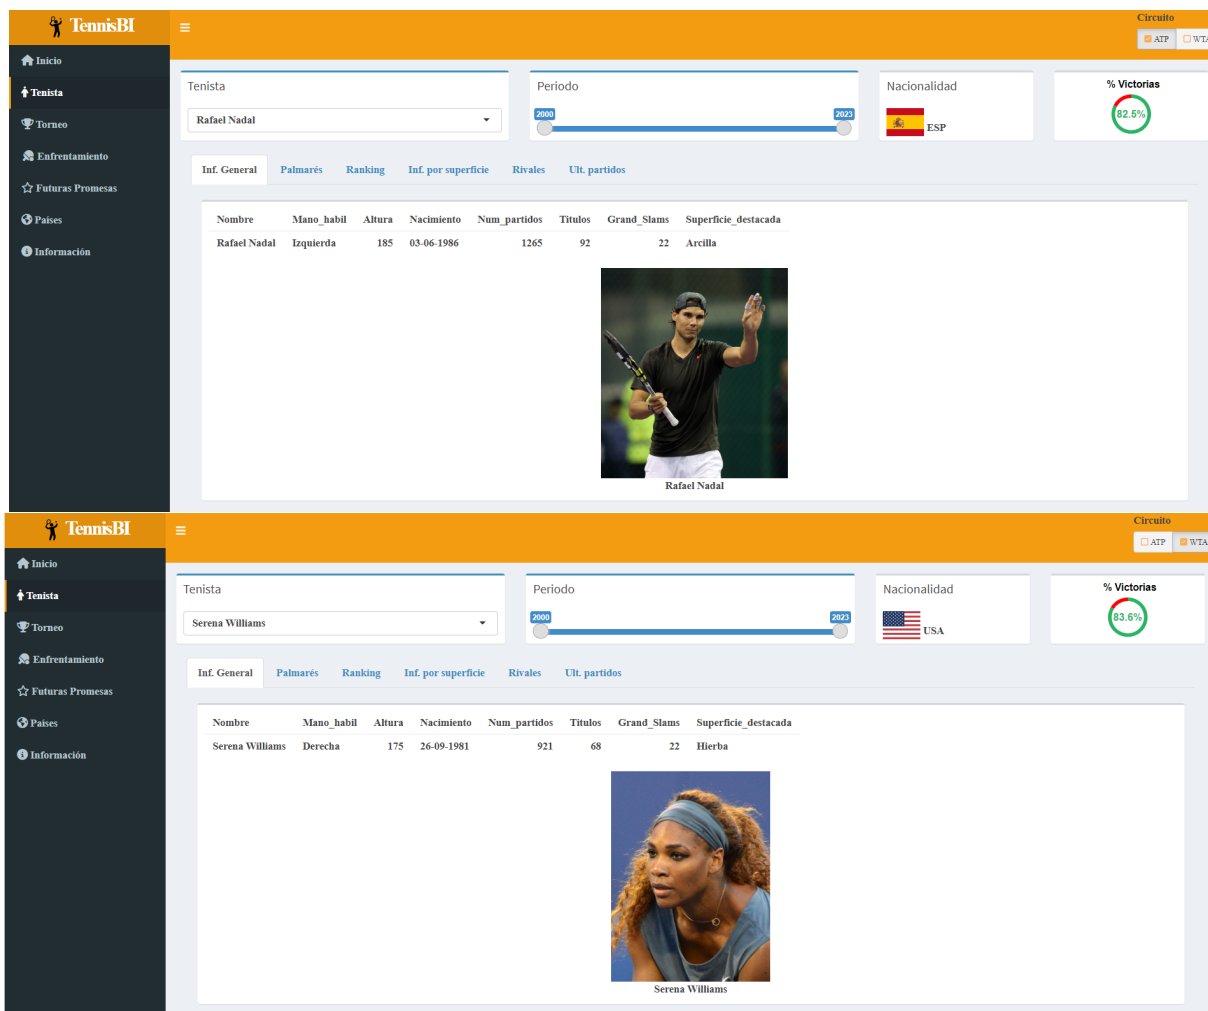 TennisBI
Circuito
ATP WTA
Inicio
Tenista
Torneo
Enfrentamiento
Futuras Promesas
Países
Información
Tenista
Rafael Nadal
Periodo
2000 2023
Nacionalidad
ESP
% Victorias
82.5%
Inf. General Palmarés Ranking Inf. por superficie Rivales Ult. partidos
Nombre Mano_habil Altura Nacimiento Num_partidos Titulos Grand_Slams Superficie_destacada
Rafael Nadal Izquierda 185 03-06-1986 1265 92 22 Arcilla
Rafael Nadal
TennisBI
Circuito
ATP WTA
Inicio
Tenista
Torneo
Enfrentamiento
Futuras Promesas
Países
Información
Tenista
Serena Williams
Periodo
2000 2023
Nacionalidad
USA
% Victorias
83.6%
Inf. General Palmarés Ranking Inf. por superficie Rivales Ult. partidos
Nombre Mano_habil Altura Nacimiento Num_partidos Titulos Grand_Slams Superficie_destacada
Serena Williams Derecha 175 26-09-1981 921 68 22 Hierba
Serena Williams